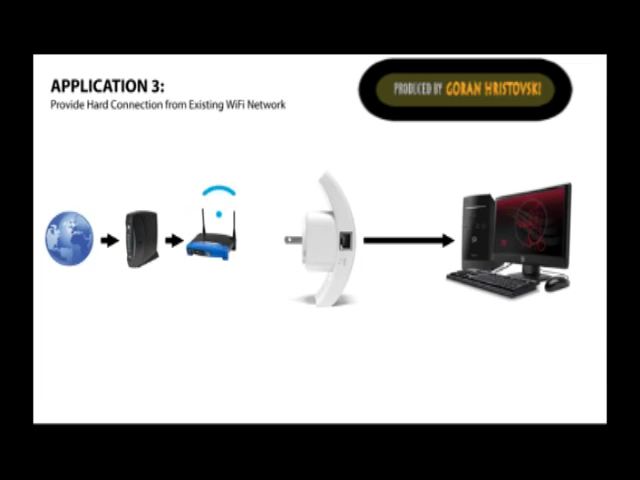 APPLICATION 3:
Provide Hard Connection from Existing WiFi Network
PRODUCED BY GORAN HRISTOVSKI